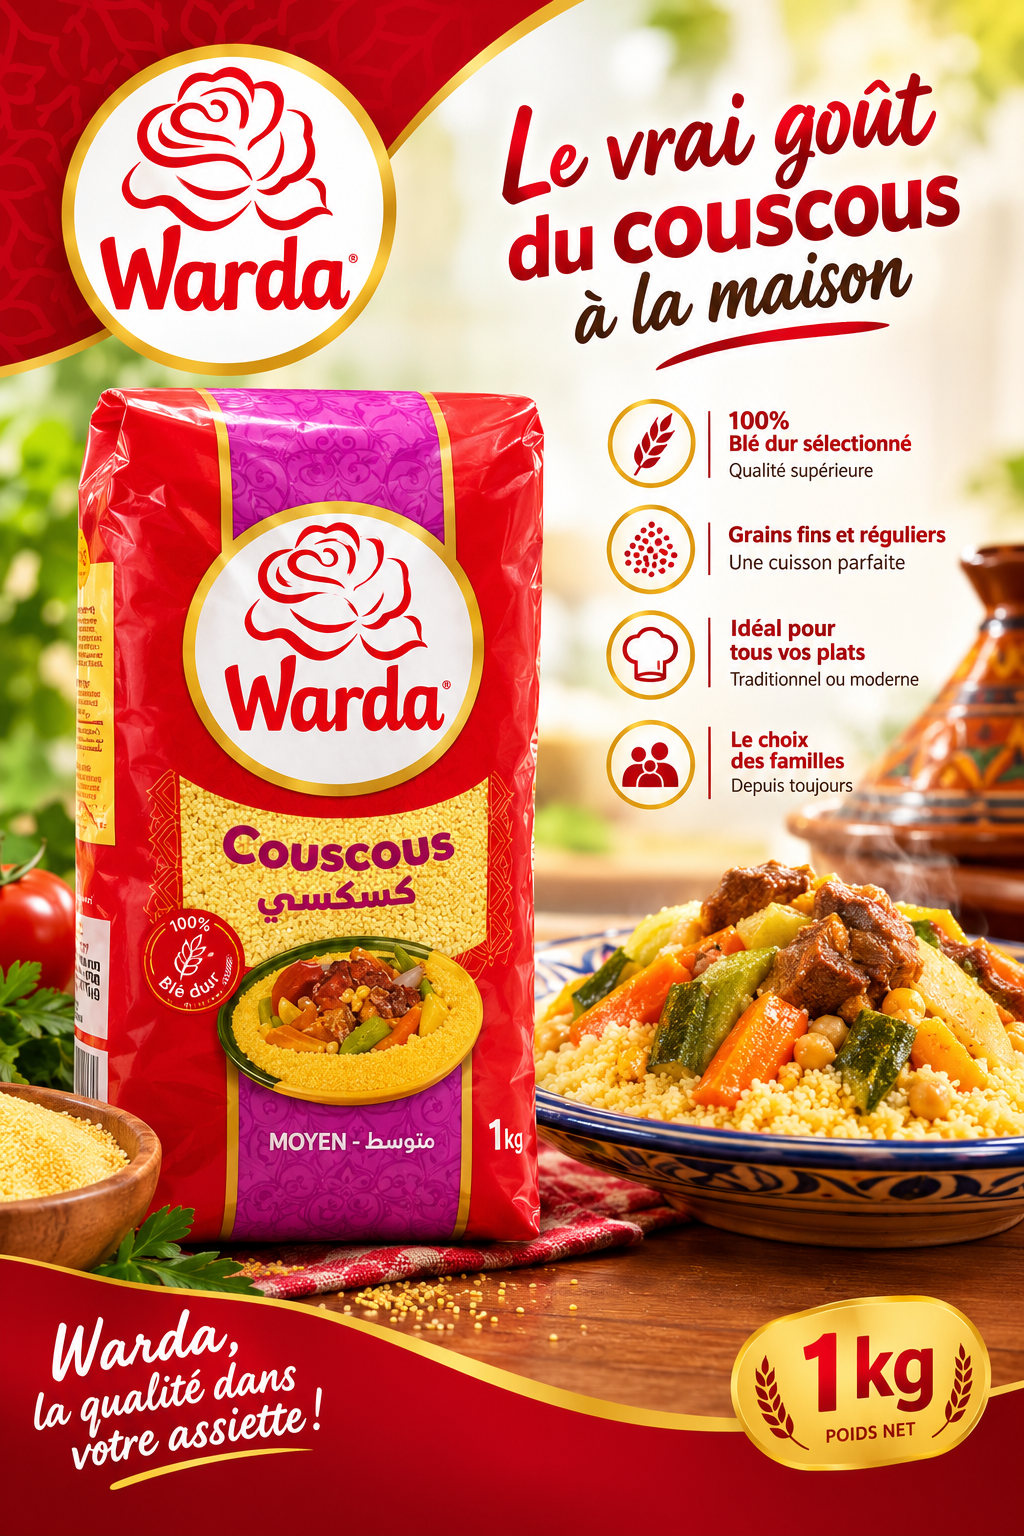 Warda®
Le vrai goût
du couscous
à la maison
100%
Blé dur sélectionné
Qualité supérieure
Grains fins et réguliers
Une cuisson parfaite
Idéal pour
tous vos plats
Traditionnel ou moderne
Le choix
des familles
Depuis toujours
Warda®
Couscous
كسكسي
100%
Blé dur
MOYEN - متوسط
1kg
Warda,
la qualité dans
votre assiette !
1kg
POIDS NET